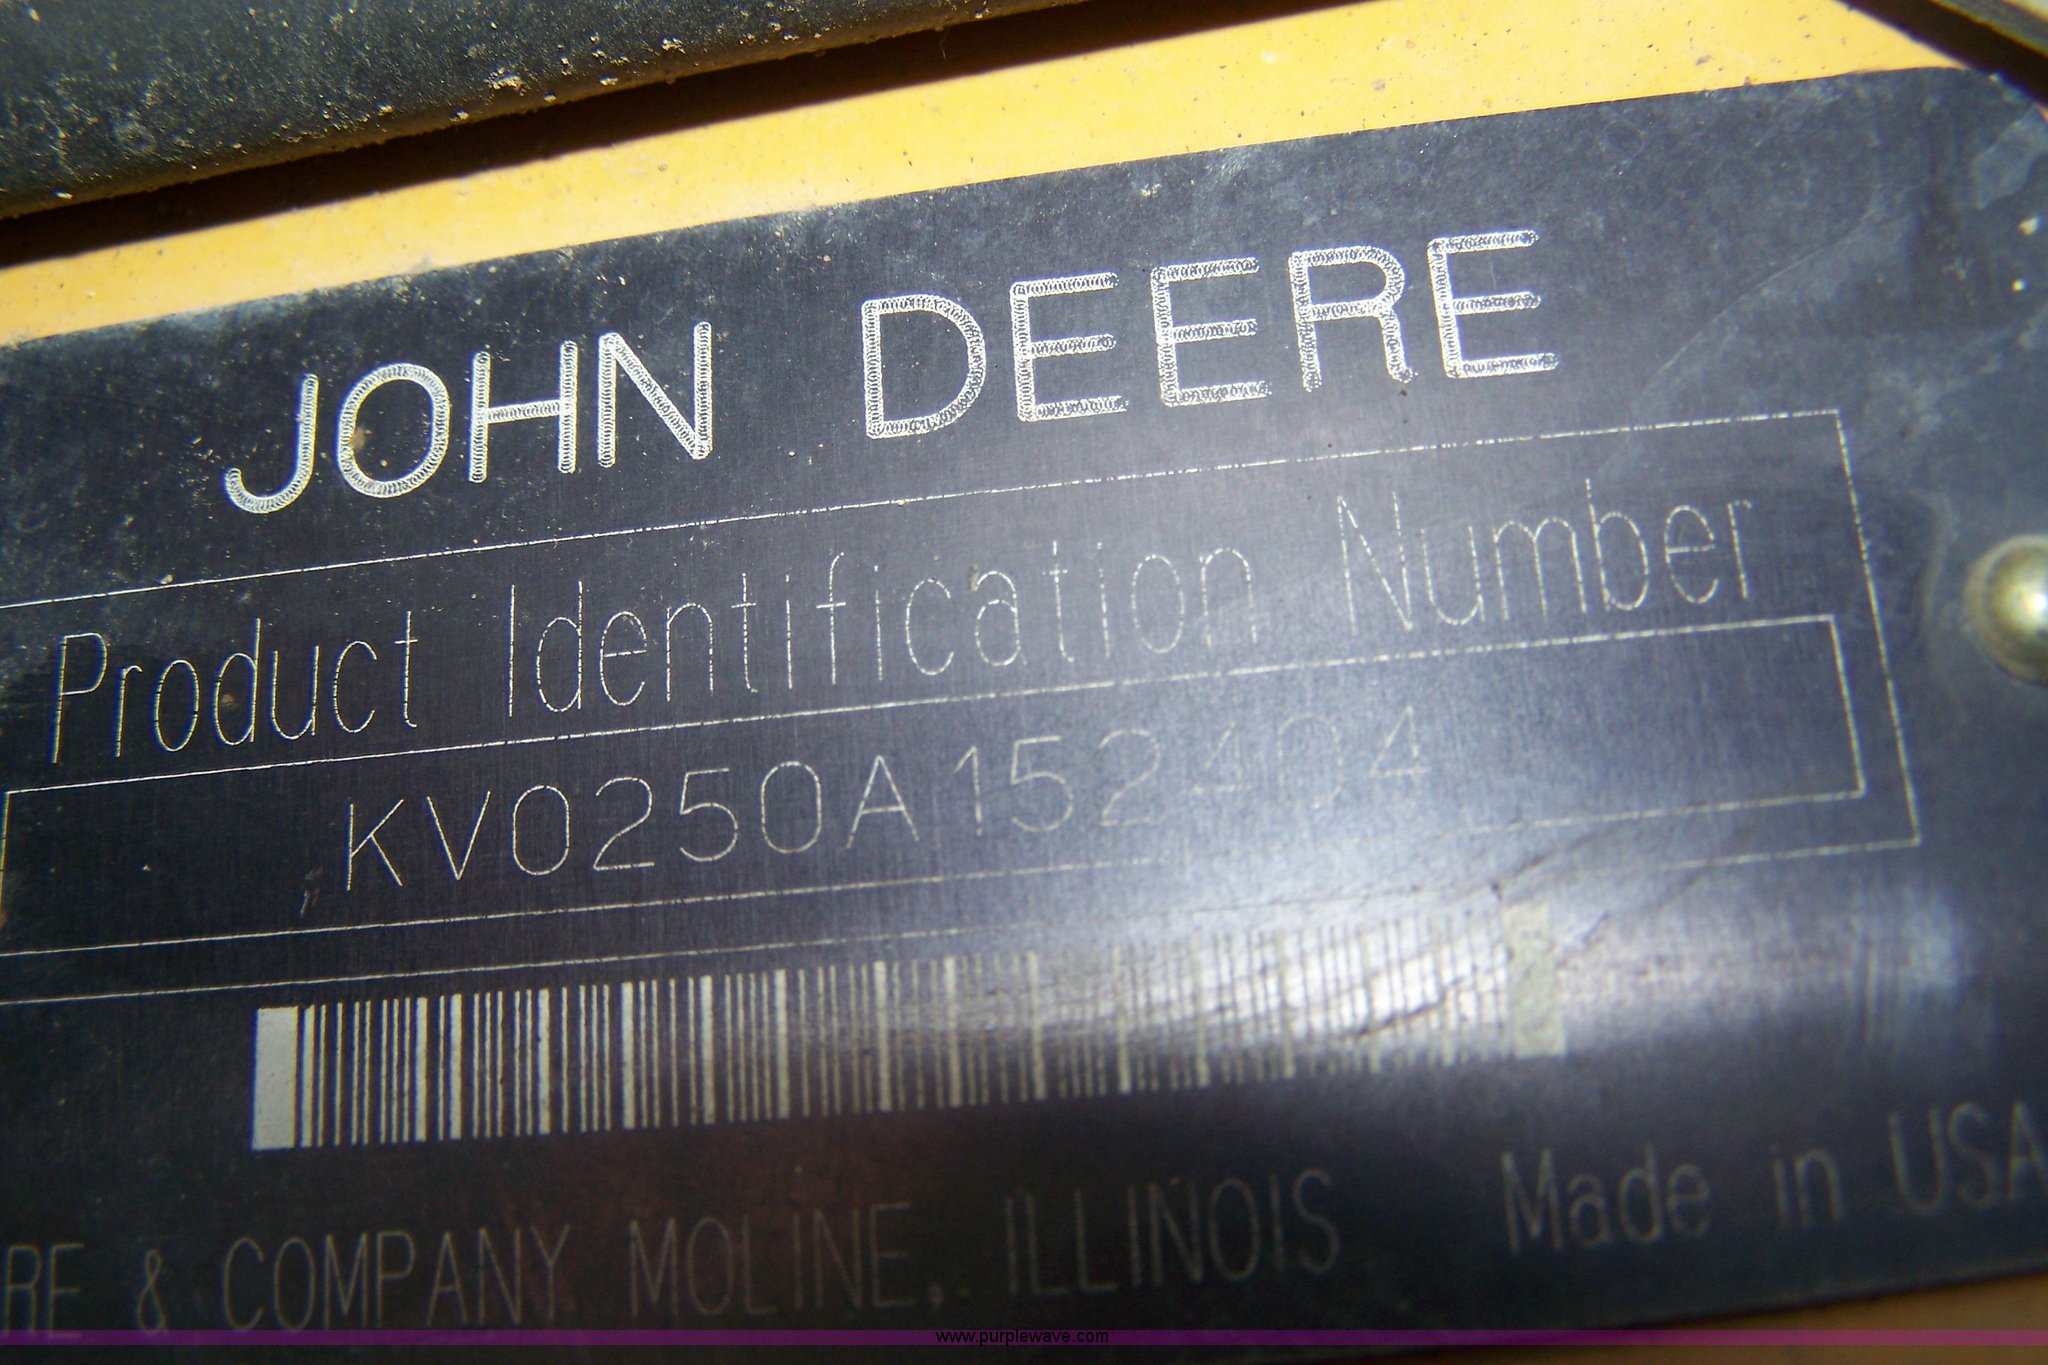 JOHN DEERE
Product Identification Number
KV0250A152404
RE & COMPANY MOLINE, ILLINOIS Made in USA
www.purplewave.com